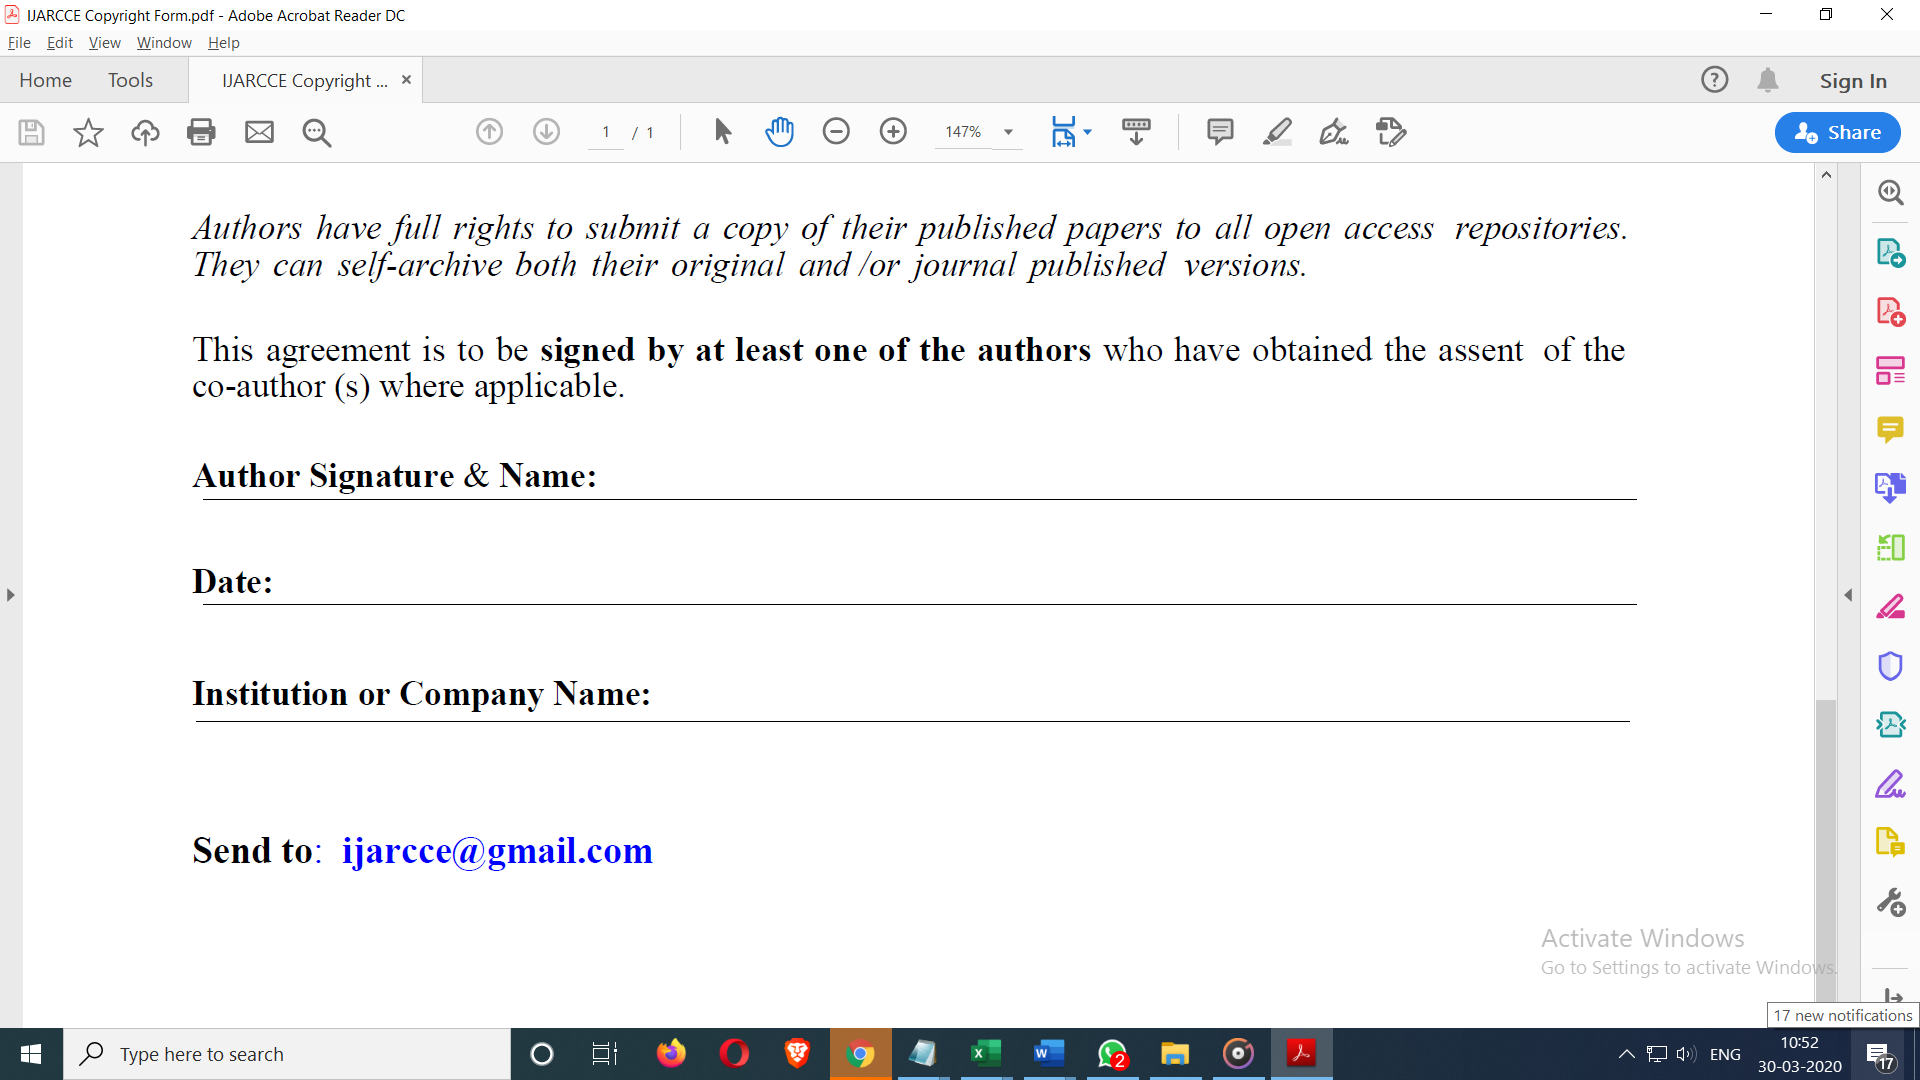 IJARCCE Copyright Form.pdf - Adobe Acrobat Reader DC
File Edit View Window Help
Home Tools IJARCCE Copyright ... × Sign In
1 / 1 147% Share
Authors have full rights to submit a copy of their published papers to all open access repositories.
They can self-archive both their original and /or journal published versions.
This agreement is to be signed by at least one of the authors who have obtained the assent of the
co-author (s) where applicable.
Author Signature & Name:
Date:
Institution or Company Name:
Send to: ijarcce@gmail.com
Activate Windows
Go to Settings to activate Windows.
17 new notifications
Type here to search 2 ENG 10:52 17
30-03-2020